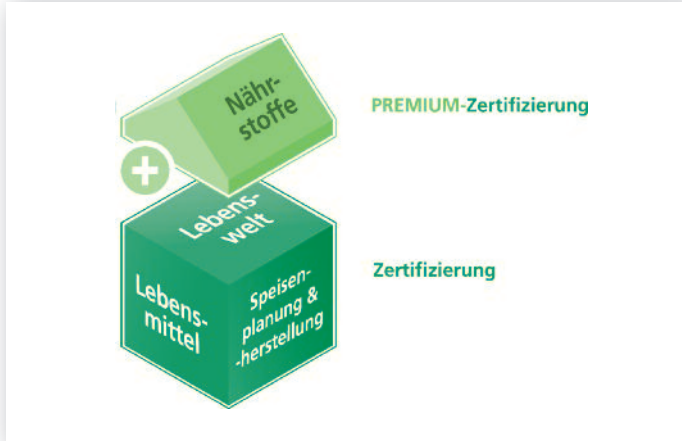 Nähr-
stoffe
PREMIUM-Zertifizierung
+
Lebens-
welt
Zertifizierung
Lebens-
mittel
Speisen-
planung &
-herstellung